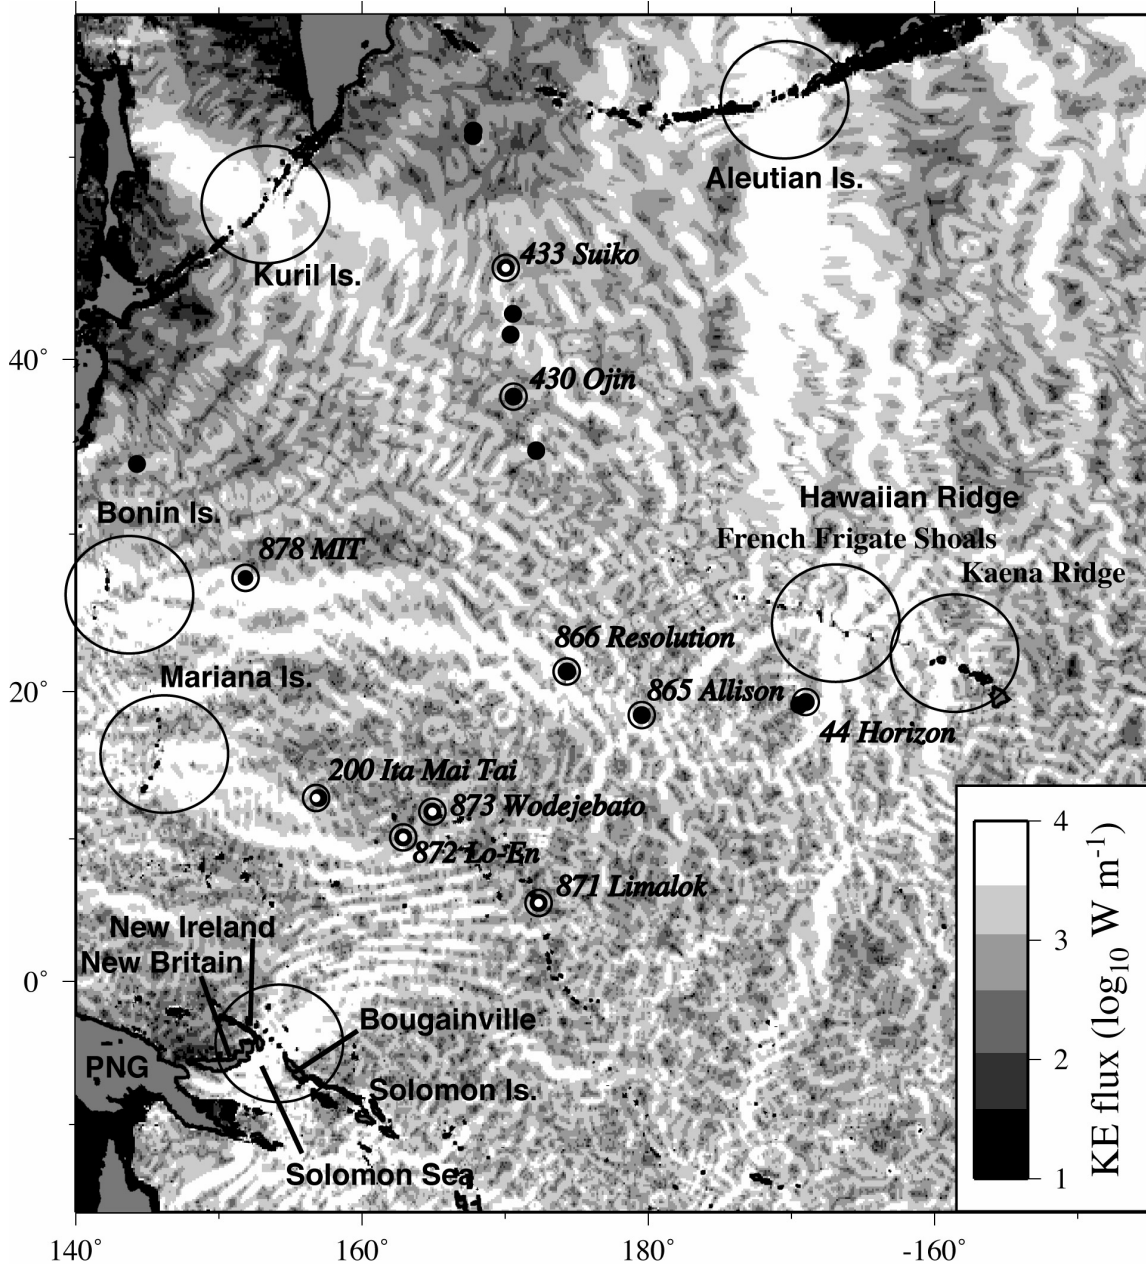 Aleutian Is.
433 Suiko
Kuril Is.
40°
430 Ojin
Hawaiian Ridge
Bonin Is.
French Frigate Shoals
878 MIT
Kaena Ridge
866 Resolution
Mariana Is.
20°
865 Allison
44 Horizon
200 Ita Mai Tai
873 Wodejebato
872 Lo-En
871 Limalok
New Ireland
New Britain
0°
Bougainville
PNG
Solomon Is.
Solomon Sea
4
3
2
1
KE flux (log10 W m-1)
140°
160°
180°
-160°